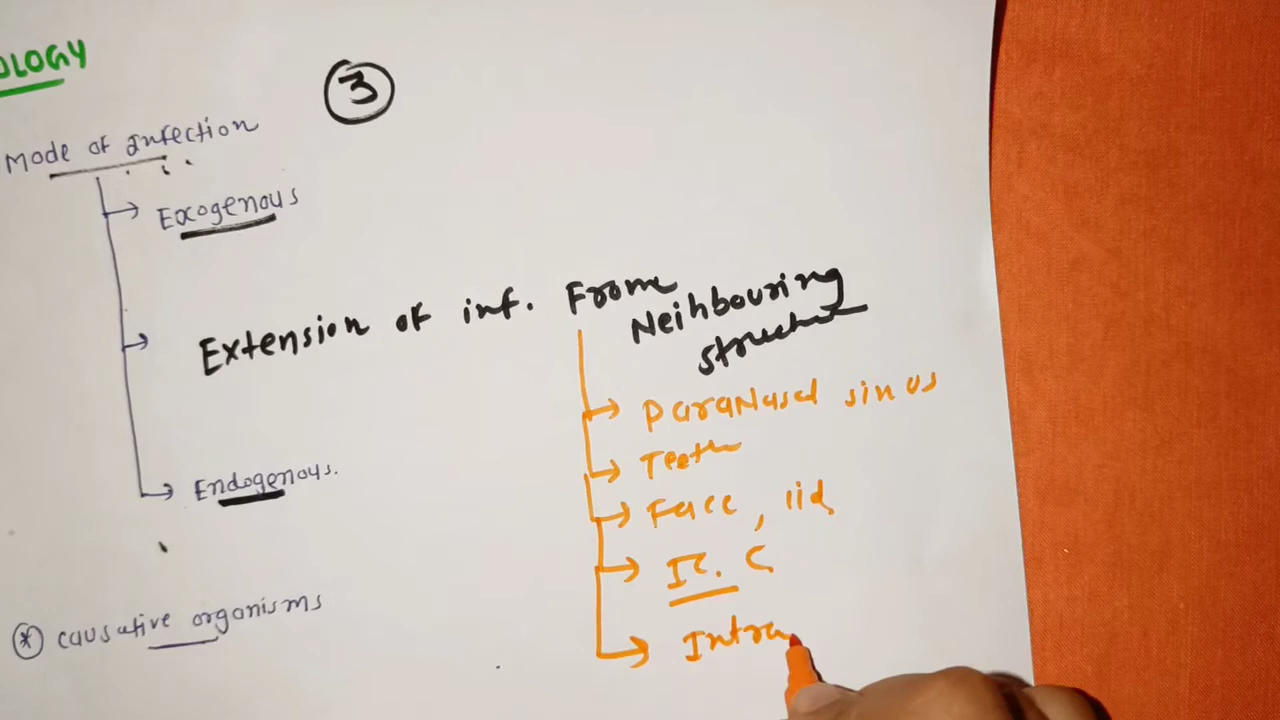 OLOGY
3
Mode of infection
Exogenous
Extension of inf. From
Neihbouring
structure
paraNasal sinus
Teeth
Face, lid
I.C. C
Intra
Endogenous.
* causative organisms